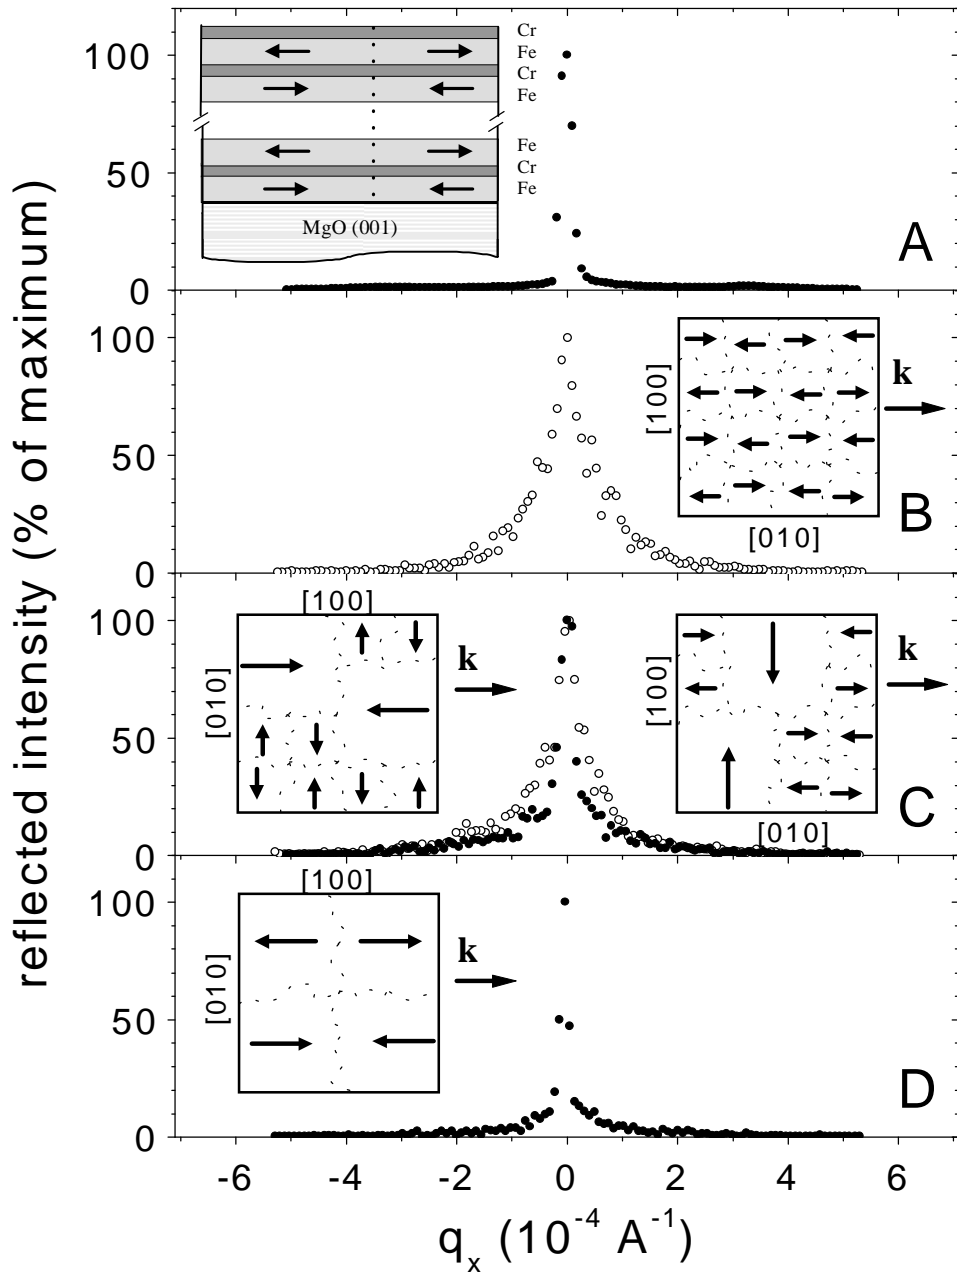 reflected intensity (% of maximum)
100
50
0
Cr
Fe
Cr
Fe
Fe
Cr
Fe
MgO (001)
A
100
50
0
[100]
[010]
k
B
100
50
0
[100]
[010]
k
[100]
[010]
k
C
100
50
0
[100]
[010]
k
D
-6 -4 -2 0 2 4 6
q_x (10^-4 A^-1)